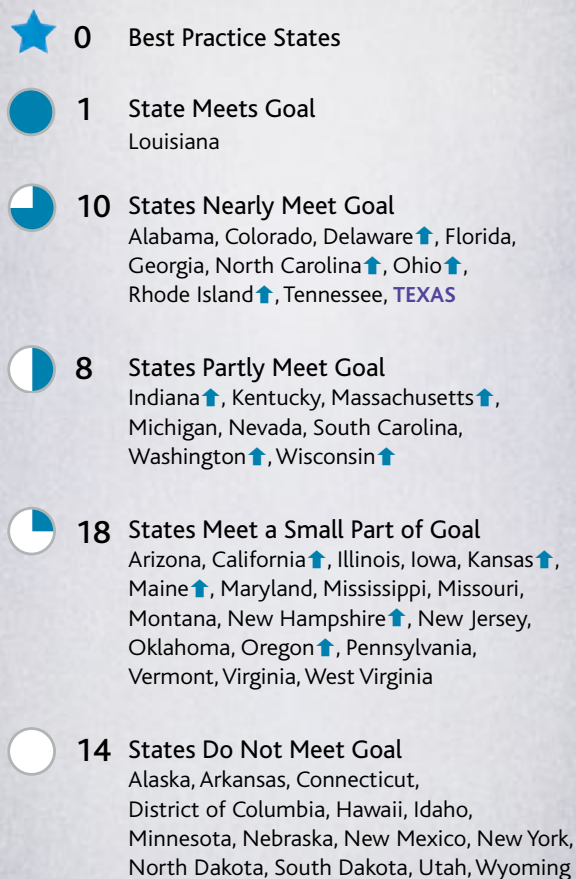 0 Best Practice States
1 State Meets Goal
Louisiana
10 States Nearly Meet Goal
Alabama, Colorado, Delaware⬆, Florida,
Georgia, North Carolina⬆, Ohio⬆,
Rhode Island⬆, Tennessee, TEXAS
8 States Partly Meet Goal
Indiana⬆, Kentucky, Massachusetts⬆,
Michigan, Nevada, South Carolina,
Washington⬆, Wisconsin⬆
18 States Meet a Small Part of Goal
Arizona, California⬆, Illinois, Iowa, Kansas⬆,
Maine⬆, Maryland, Mississippi, Missouri,
Montana, New Hampshire⬆, New Jersey,
Oklahoma, Oregon⬆, Pennsylvania,
Vermont, Virginia, West Virginia
14 States Do Not Meet Goal
Alaska, Arkansas, Connecticut,
District of Columbia, Hawaii, Idaho,
Minnesota, Nebraska, New Mexico, New York,
North Dakota, South Dakota, Utah, Wyoming